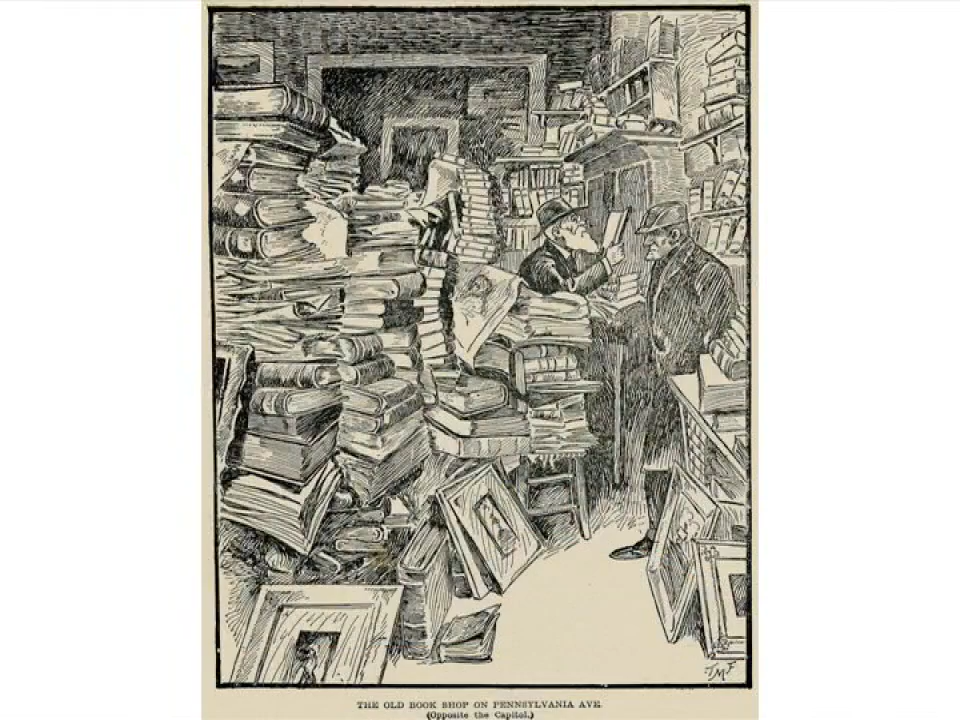 T.M.F.
THE OLD BOOK SHOP ON PENNSYLVANIA AVE.
(Opposite the Capitol.)